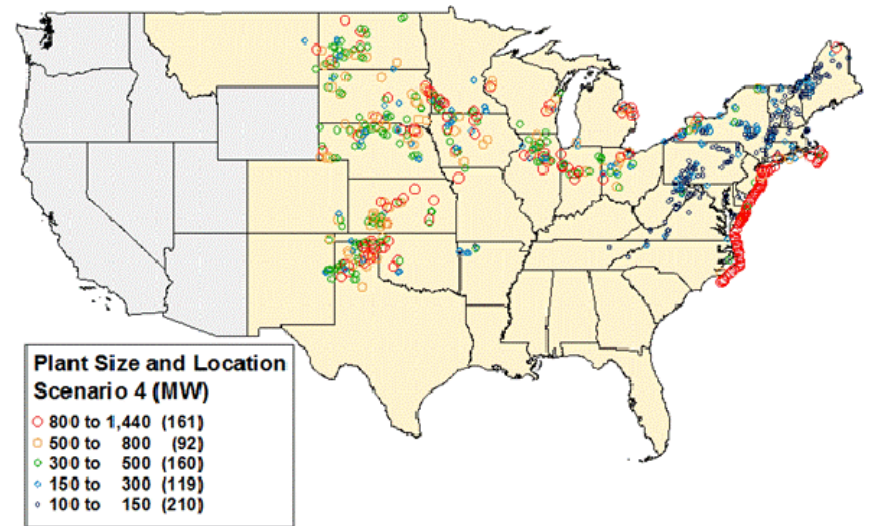 Plant Size and Location
Scenario 4 (MW)
800 to 1,440 (161)
500 to 800 (92)
300 to 500 (160)
150 to 300 (119)
100 to 150 (210)